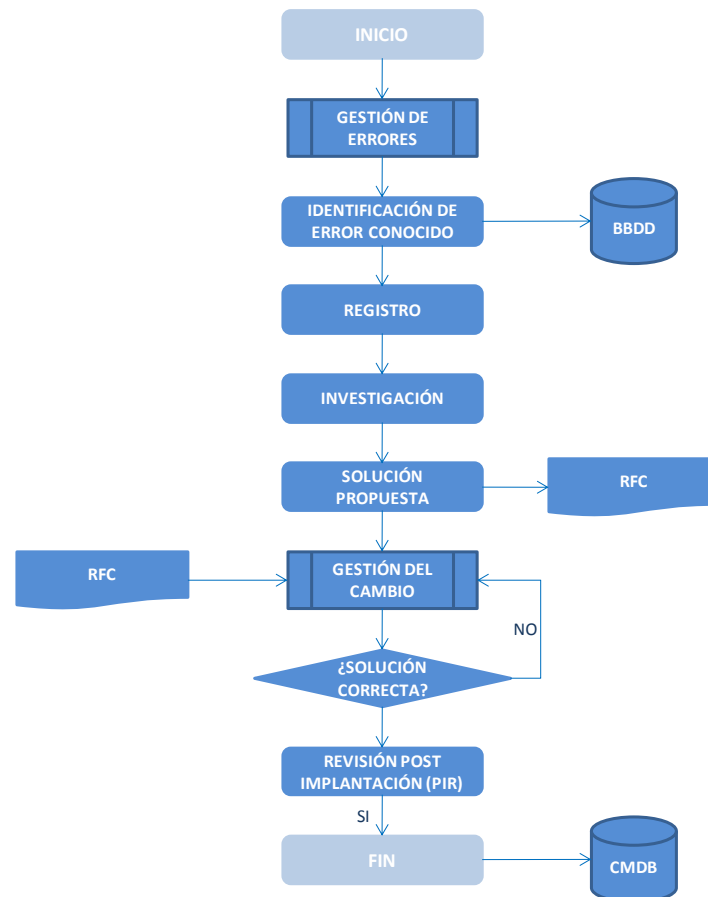 INICIO
GESTIÓN DE
ERRORES
IDENTIFICACIÓN DE
ERROR CONOCIDO
BBDD
REGISTRO
INVESTIGACIÓN
SOLUCIÓN
PROPUESTA
RFC
RFC
GESTIÓN DEL
CAMBIO
NO
¿SOLUCIÓN
CORRECTA?
REVISIÓN POST
IMPLANTACIÓN (PIR)
SI
FIN
CMDB